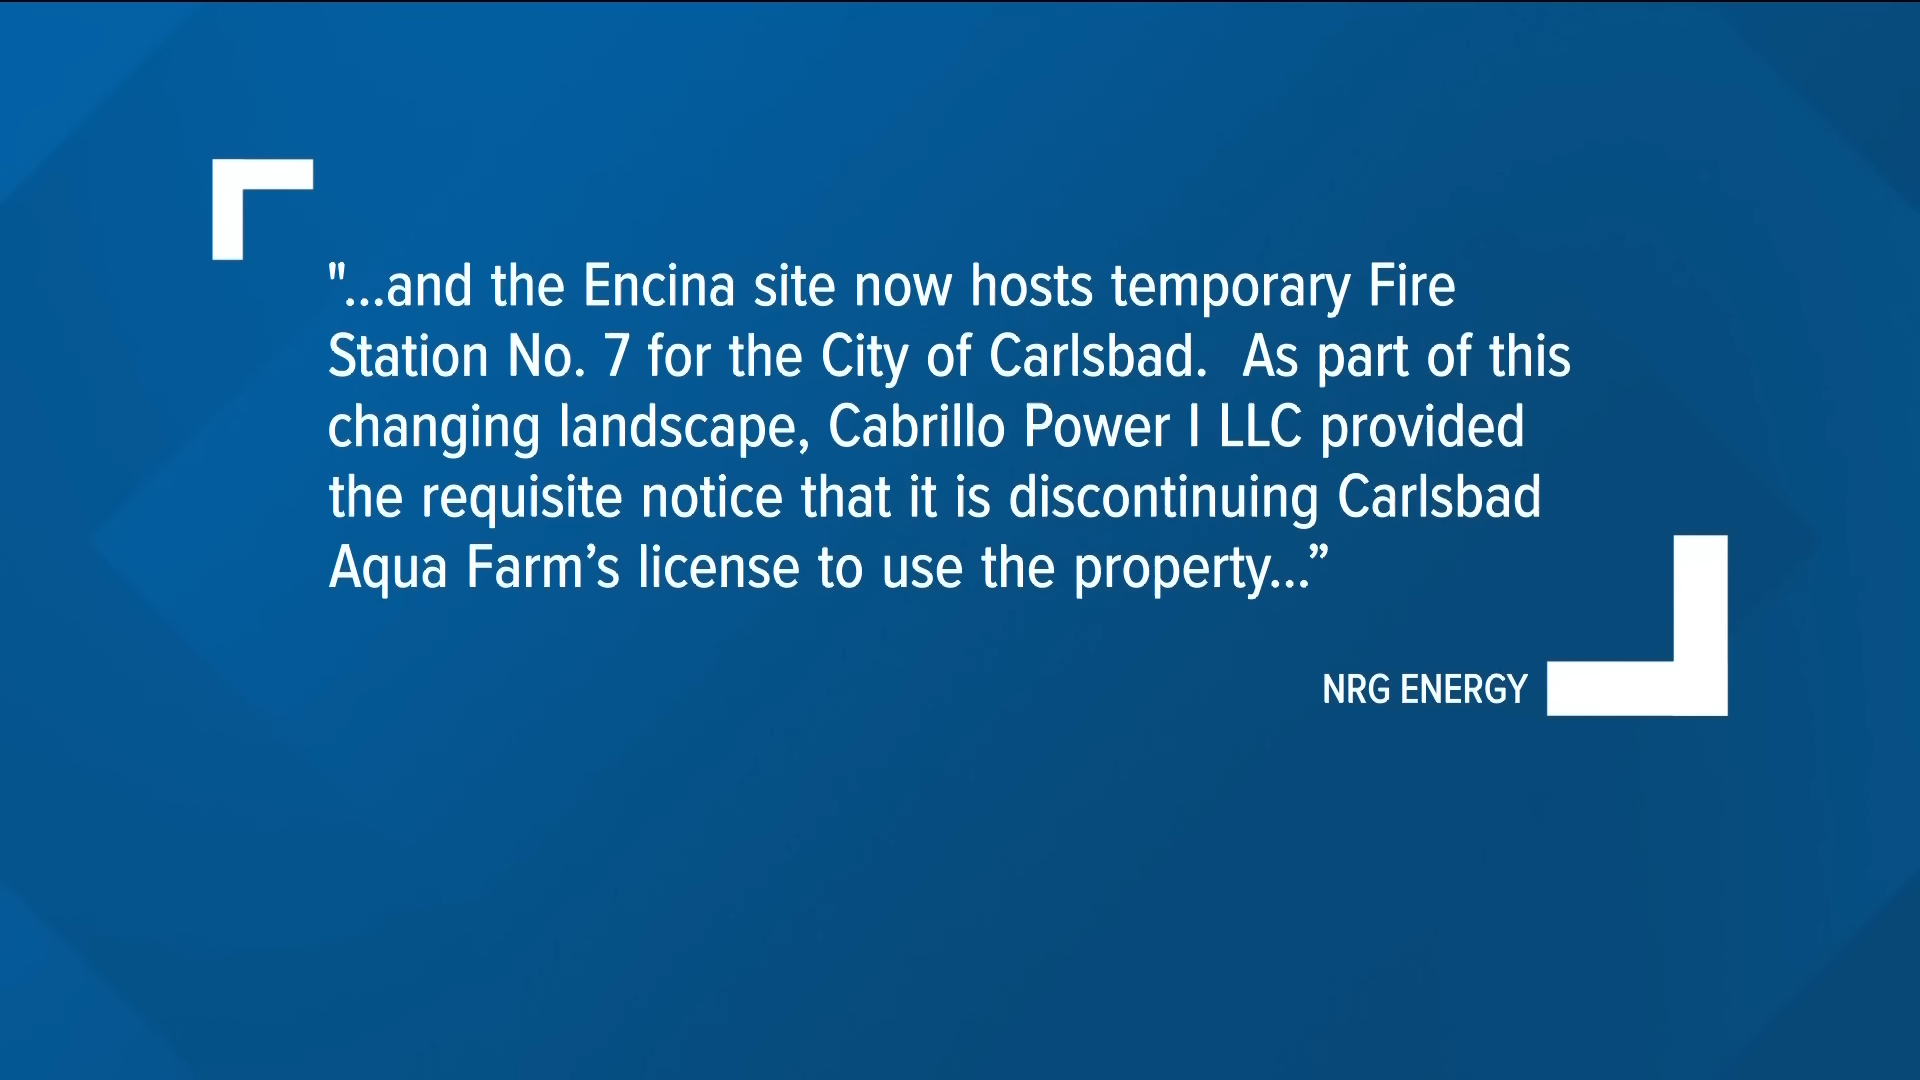 "...and the Encina site now hosts temporary Fire
Station No. 7 for the City of Carlsbad.  As part of this
changing landscape, Cabrillo Power I LLC provided
the requisite notice that it is discontinuing Carlsbad
Aqua Farm’s license to use the property...”
NRG ENERGY